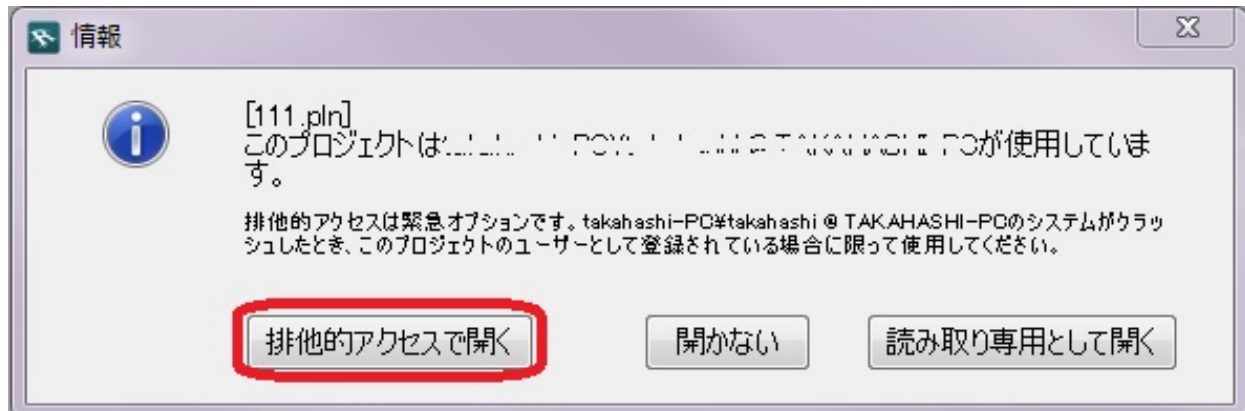 情報
[111.pln]
このプロジェクトは が使用していま
す。
排他的アクセスは緊急オプションです。takahashi-PC¥takahashi @ TAKAHASHI-PCのシステムがクラッ
シュしたとき、このプロジェクトのユーザーとして登録されている場合に限って使用してください。
排他的アクセスで開く 開かない 読み取り専用として開く